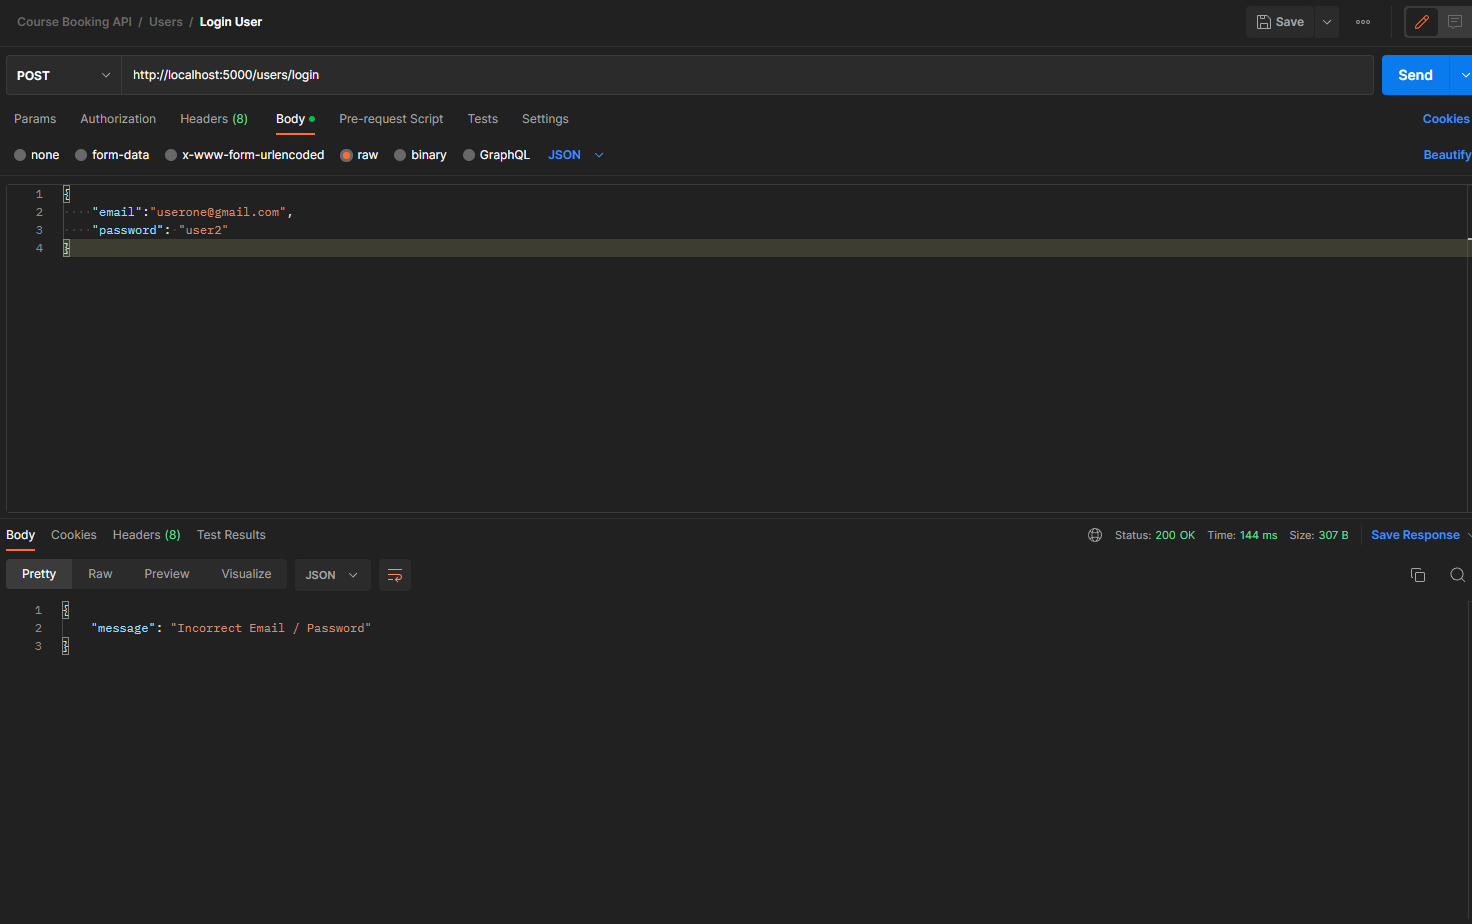 Course Booking API / Users / Login User
Save
POST
http://localhost:5000/users/login
Send
Params Authorization Headers (8) Body Pre-request Script Tests Settings Cookies
none form-data x-www-form-urlencoded raw binary GraphQL JSON Beautify
1 {
2 "email":"userone@gmail.com",
3 "password": "user2"
4 }
Body Cookies Headers (8) Test Results Status: 200 OK Time: 144 ms Size: 307 B Save Response
Pretty Raw Preview Visualize JSON
1 {
2 "message": "Incorrect Email / Password"
3 }